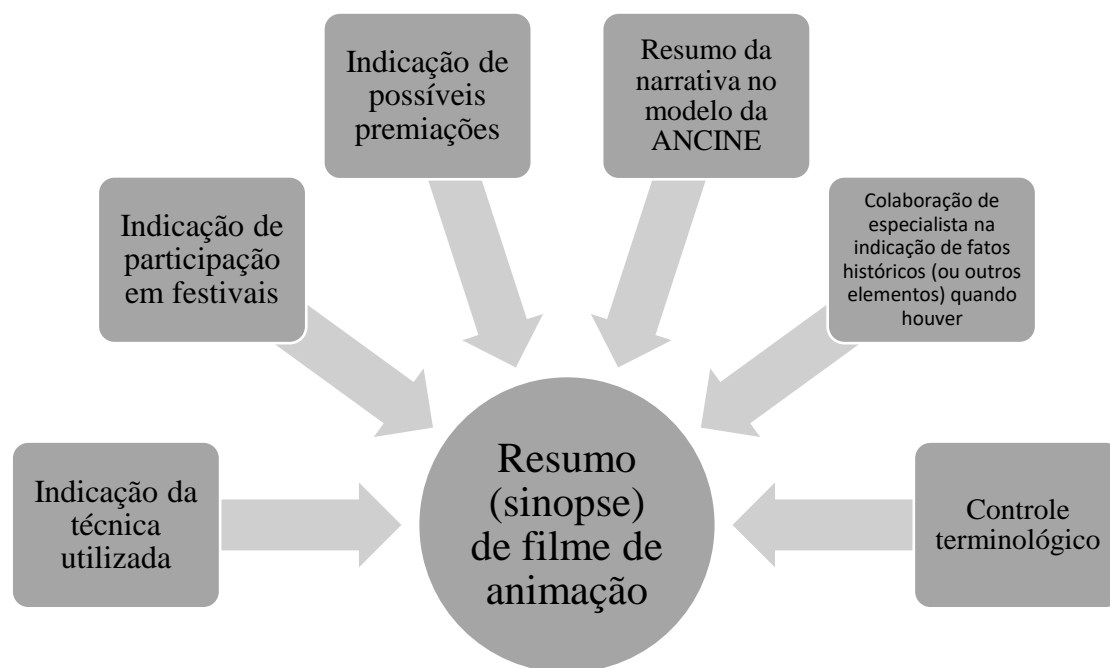 Indicação da
técnica
utilizada
Indicação de
participação
em festivais
Indicação de
possíveis
premiações
Resumo da
narrativa no
modelo da
ANCINE
Colaboração de
especialista na
indicação de fatos
históricos (ou outros
elementos) quando
houver
Controle
terminológico
Resumo
(sinopse)
de filme de
animação